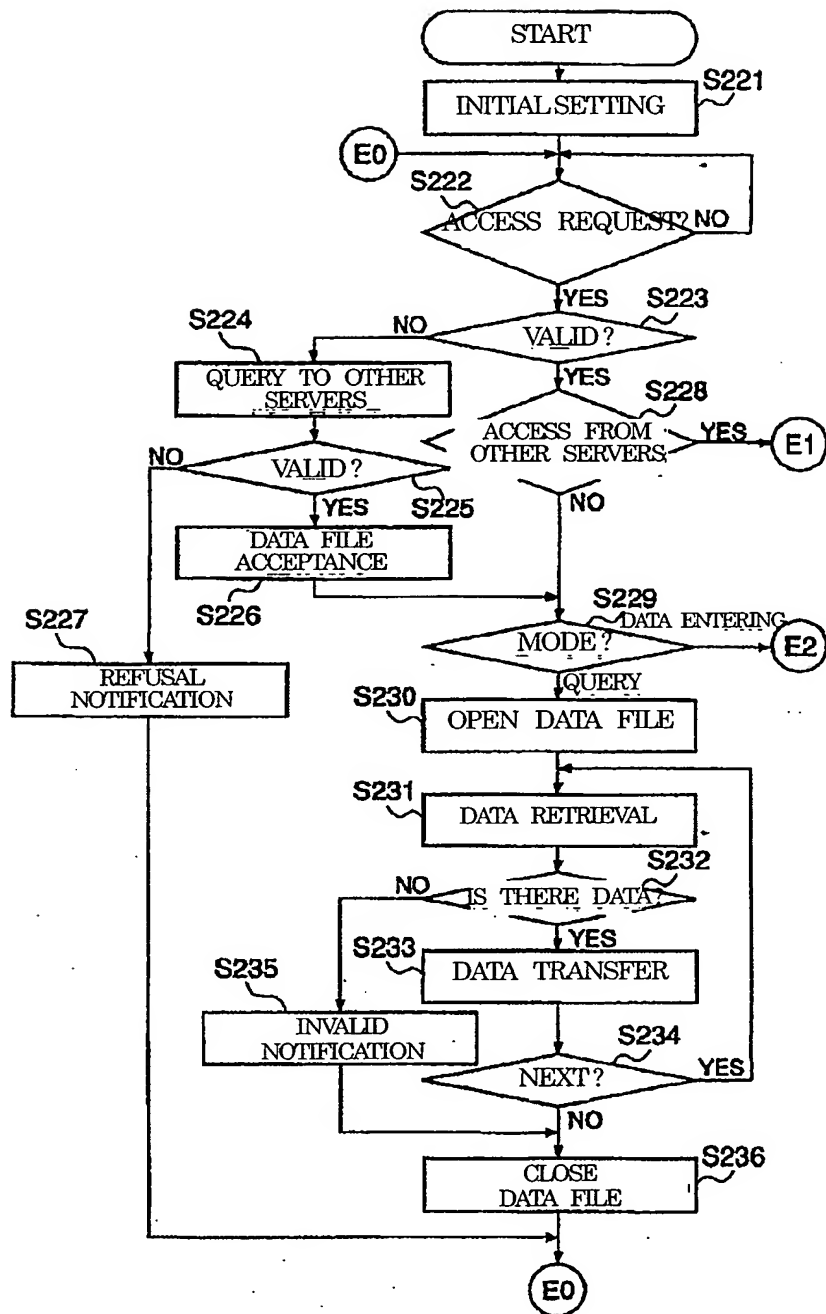 START
S221
INITIAL SETTING
E0
S222
ACCESS REQUEST?
NO
YES
S223
S224
NO
VALID?
QUERY TO OTHER
SERVERS
YES
S228
ACCESS FROM
OTHER SERVERS
YES
E1
NO
VALID?
S225
YES
NO
DATA FILE
ACCEPTANCE
S226
S229
DATA ENTERING
S227
MODE?
E2
REFUSAL
NOTIFICATION
QUERY
S230
OPEN DATA FILE
S231
DATA RETRIEVAL
S232
NO
IS THERE DATA?
YES
S233
DATA TRANSFER
S235
INVALID
NOTIFICATION
S234
NEXT?
YES
NO
S236
CLOSE
DATA FILE
E0